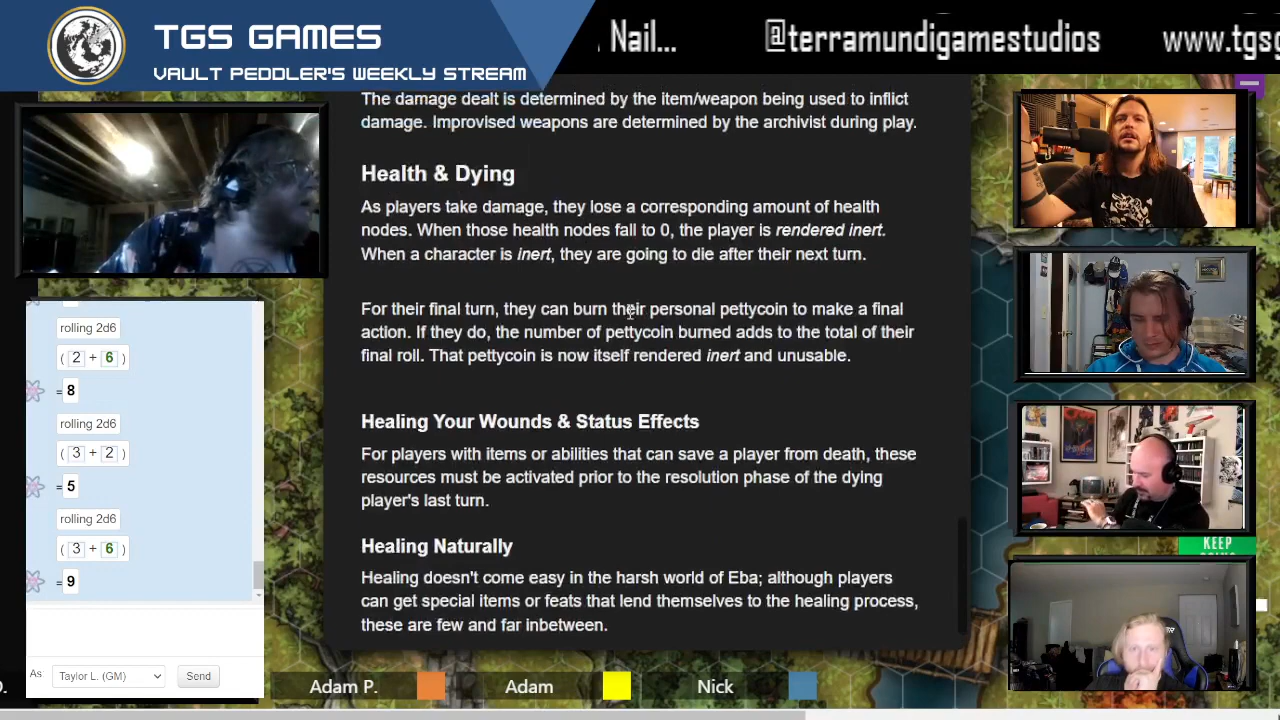 TGS GAMES
VAULT PEDDLER'S WEEKLY STREAM
. Nail...
@terramundigamestudios
www.tgsg
The damage dealt is determined by the item/weapon being used to inflict
damage. Improvised weapons are determined by the archivist during play.
Health & Dying
As players take damage, they lose a corresponding amount of health
nodes. When those health nodes fall to 0, the player is rendered inert.
When a character is inert, they are going to die after their next turn.
For their final turn, they can burn their personal pettycoin to make a final
action. If they do, the number of pettycoin burned adds to the total of their
final roll. That pettycoin is now itself rendered inert and unusable.
Healing Your Wounds & Status Effects
For players with items or abilities that can save a player from death, these
resources must be activated prior to the resolution phase of the dying
player's last turn.
Healing Naturally
Healing doesn't come easy in the harsh world of Eba; although players
can get special items or feats that lend themselves to the healing process,
these are few and far inbetween.
rolling 2d6
( 2 + 6 )
= 8
rolling 2d6
( 3 + 2 )
= 5
rolling 2d6
( 3 + 6 )
= 9
As:
Taylor L. (GM)
Send
Adam P.
Adam
Nick
KEEP